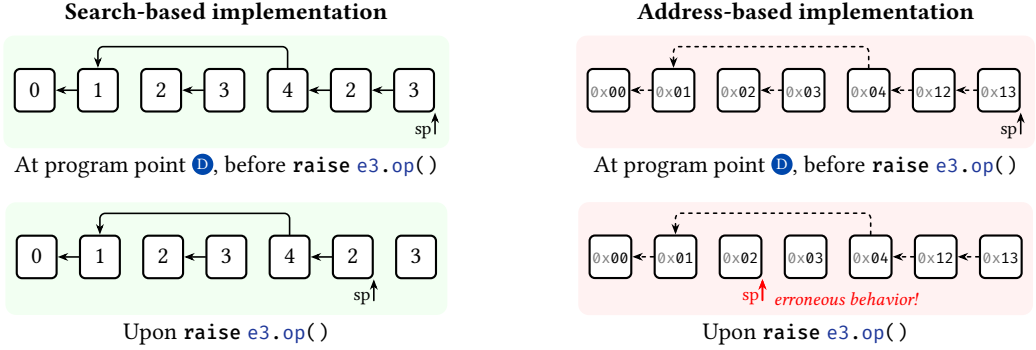 Search-based implementation
0 1 2 3 4 2 3
sp
At program point D, before raise e3.op()
0 1 2 3 4 2 3
sp
Upon raise e3.op()
Address-based implementation
0x00 0x01 0x02 0x03 0x04 0x12 0x13
sp
At program point D, before raise e3.op()
0x00 0x01 0x02 0x03 0x04 0x12 0x13
sp erroneous behavior!
Upon raise e3.op()